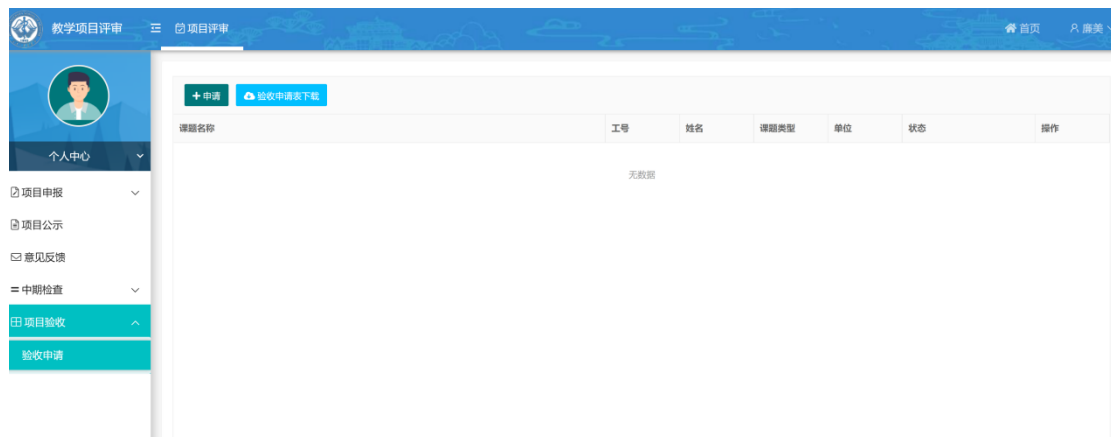 教学项目评审 项目评审 首页 廉美
+ 申请 验收申请表下载
课题名称 工号 姓名 课题类型 单位 状态 操作
无数据
个人中心
项目申报
项目公示
意见反馈
中期检查
项目验收
验收申请